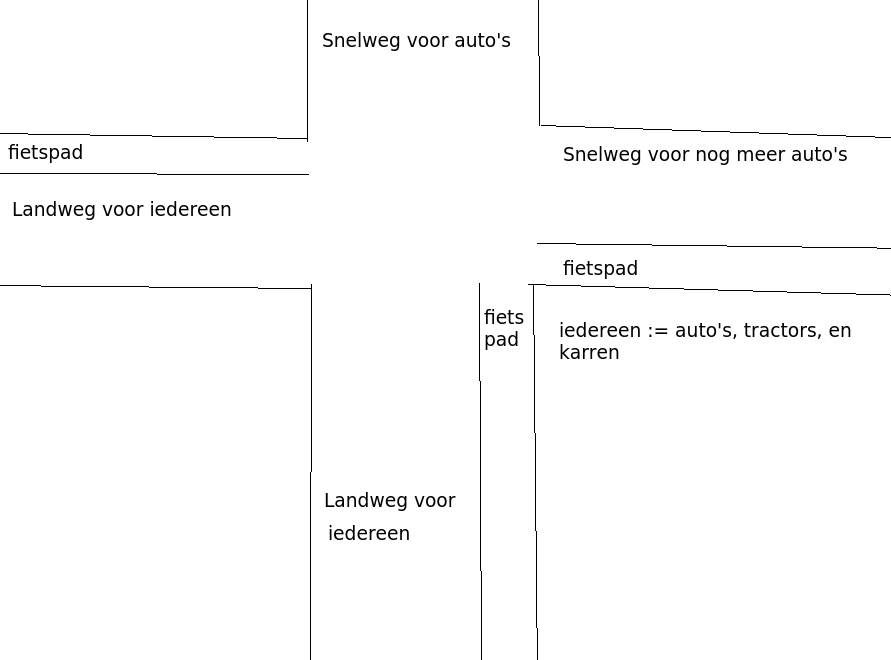 Snelweg voor auto's
fietspad
Snelweg voor nog meer auto's
Landweg voor iedereen
fietspad
fiets
pad
iedereen := auto's, tractors, en
karren
Landweg voor
iedereen